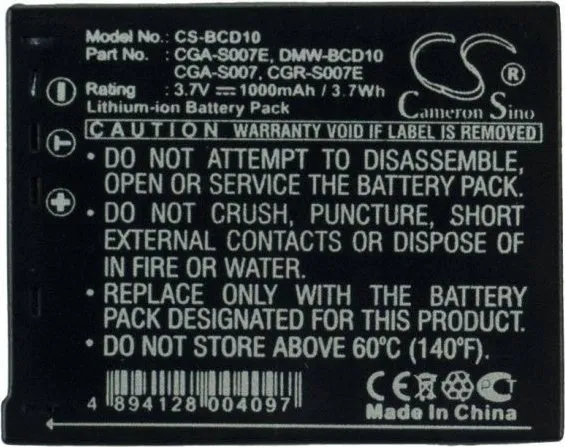 Model No.: CS-BCD10
Part No.: CGA-S007E, DMW-BCD10
CGA-S007, CGR-S007E
3.7V ⎓ 1000mAh / 3.7Wh
Lithium-ion Battery Pack
CS ®
Cameron Sino
CAUTION WARRANTY VOID IF LABEL IS REMOVED
• DO NOT ATTEMPT TO DISASSEMBLE,
OPEN OR SERVICE THE BATTERY PACK.
• DO NOT CRUSH, PUNCTURE, SHORT
EXTERNAL CONTACTS OR DISPOSE OF
IN FIRE OR WATER.
• REPLACE ONLY WITH THE BATTERY
PACK DESIGNATED FOR THIS PRODUCT.
• DO NOT STORE ABOVE 60°C (140°F).
− T +
4 894128 004097
CE PCT
Made In China